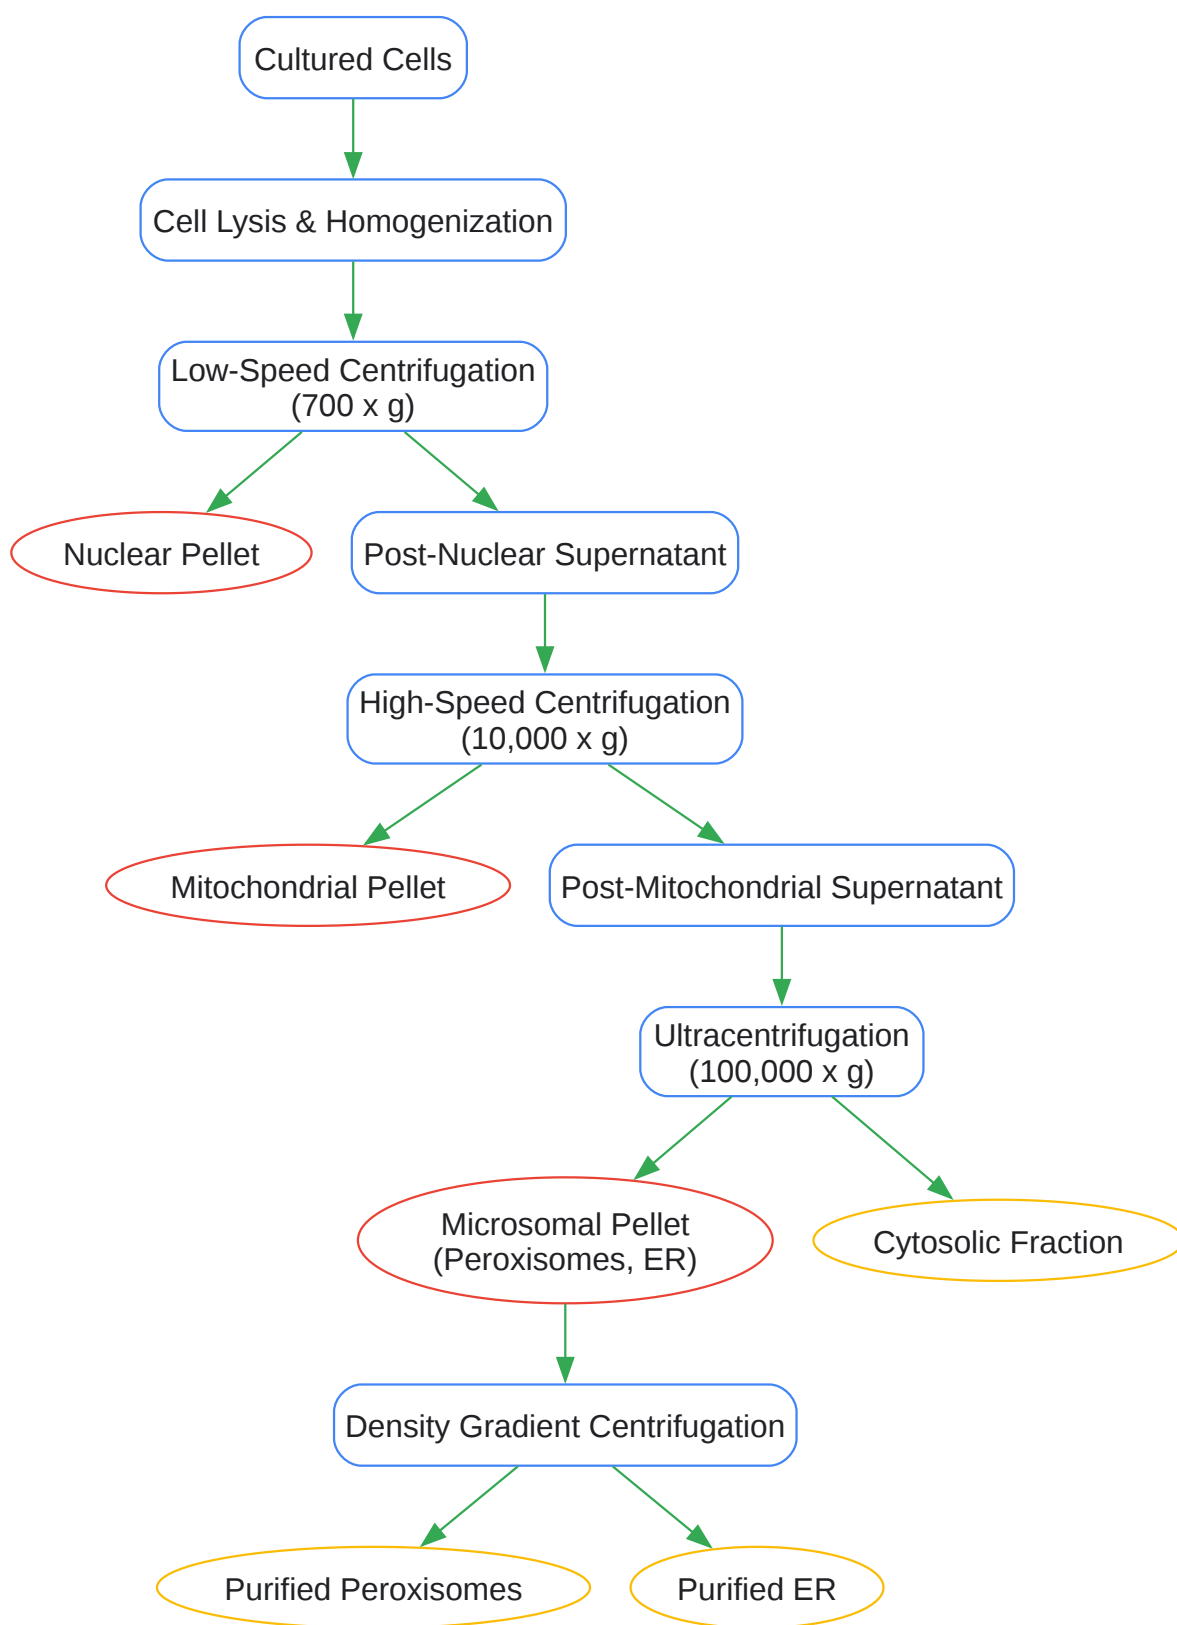 Cultured Cells
Cell Lysis & Homogenization
Low-Speed Centrifugation
(700 x g)
Nuclear Pellet
Post-Nuclear Supernatant
High-Speed Centrifugation
(10,000 x g)
Mitochondrial Pellet
Post-Mitochondrial Supernatant
Ultracentrifugation
(100,000 x g)
Microsomal Pellet
(Peroxisomes, ER)
Cytosolic Fraction
Density Gradient Centrifugation
Purified Peroxisomes
Purified ER